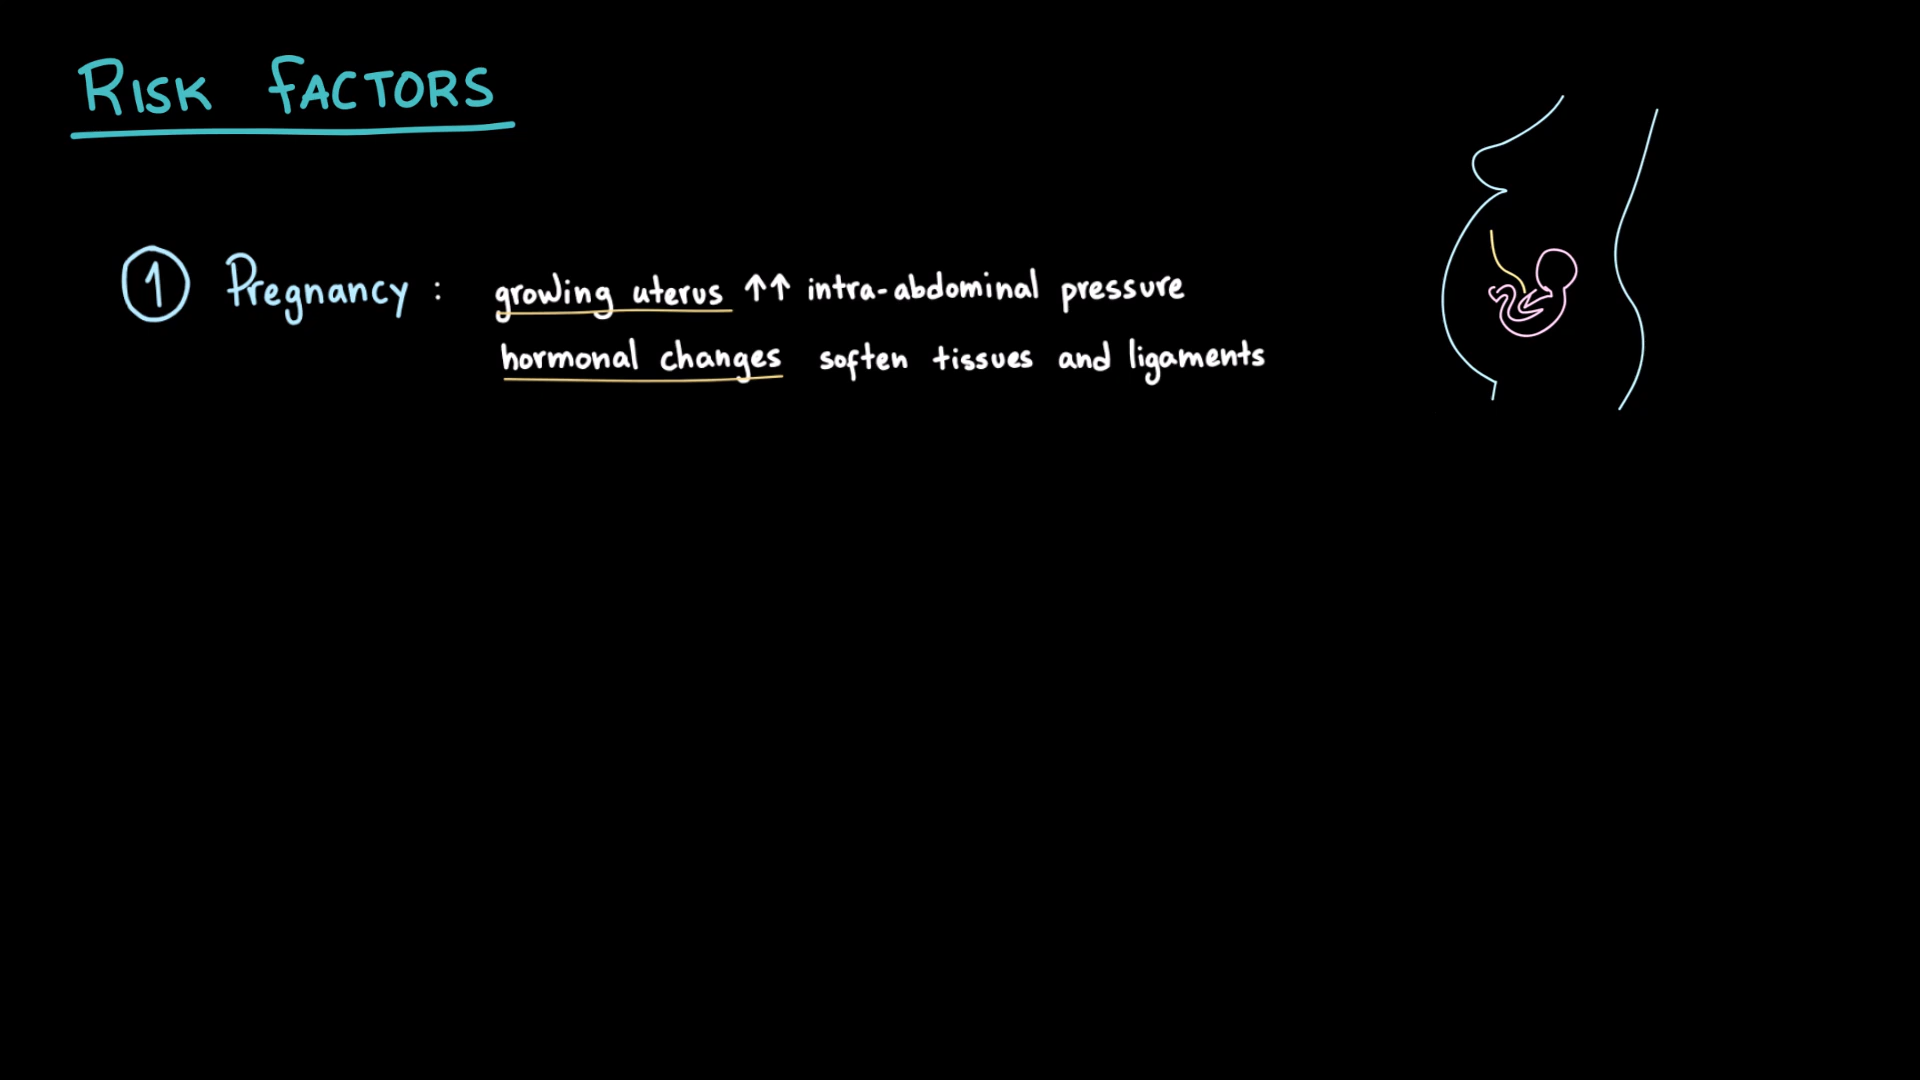 RISK FACTORS
1 Pregnancy : growing uterus ↑↑ intra-abdominal pressure
hormonal changes soften tissues and ligaments